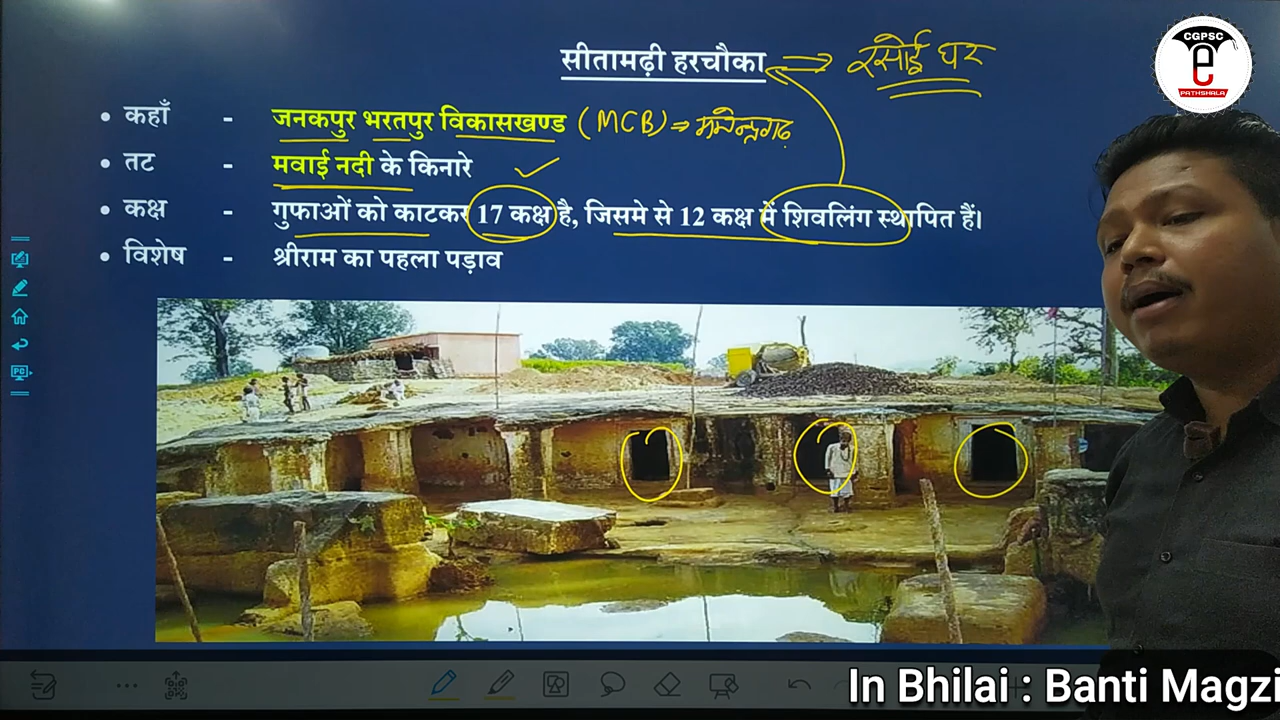 सीतामढ़ी हरचौका ⇒ रसोई घर
CGPSC
e
PATHSHALA
• कहाँ - जनकपुर भरतपुर विकासखण्ड (MCB) ⇒ मनेन्द्रगढ़
• तट - मवाई नदी के किनारे
• कक्ष - गुफाओं को काटकर 17 कक्ष है, जिसमे से 12 कक्ष में शिवलिंग स्थापित हैं।
• विशेष - श्रीराम का पहला पड़ाव
PC
In Bhilai : Banti Magzi